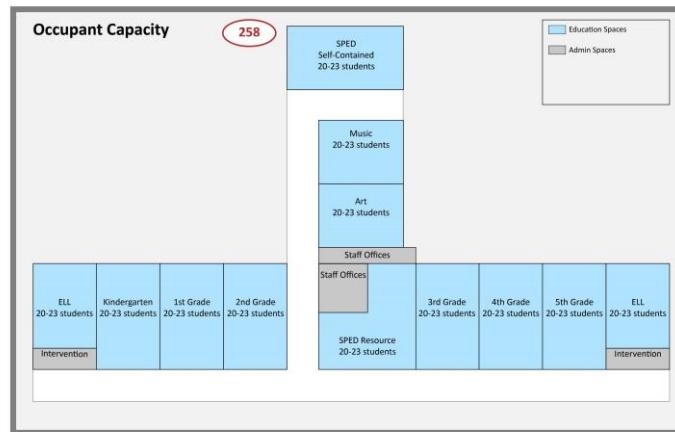 Occupant Capacity
258
Education Spaces
Admin Spaces
SPED
Self-Contained
20-23 students
Music
20-23 students
Art
20-23 students
Staff Offices
Staff Offices
ELL
20-23 students
Intervention
Kindergarten
20-23 students
1st Grade
20-23 students
2nd Grade
20-23 students
SPED Resource
20-23 students
3rd Grade
20-23 students
4th Grade
20-23 students
5th Grade
20-23 students
ELL
20-23 students
Intervention